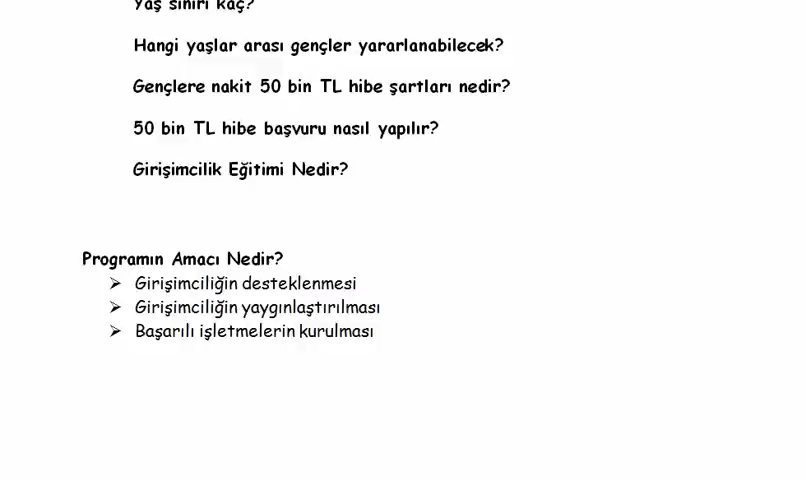 Yaş sınırı kaç?
Hangi yaşlar arası gençler yararlanabilecek?
Gençlere nakit 50 bin TL hibe şartları nedir?
50 bin TL hibe başvuru nasıl yapılır?
Girişimcilik Eğitimi Nedir?
Programın Amacı Nedir?
➤ Girişimciliğin desteklenmesi
➤ Girişimciliğin yaygınlaştırılması
➤ Başarılı işletmelerin kurulması